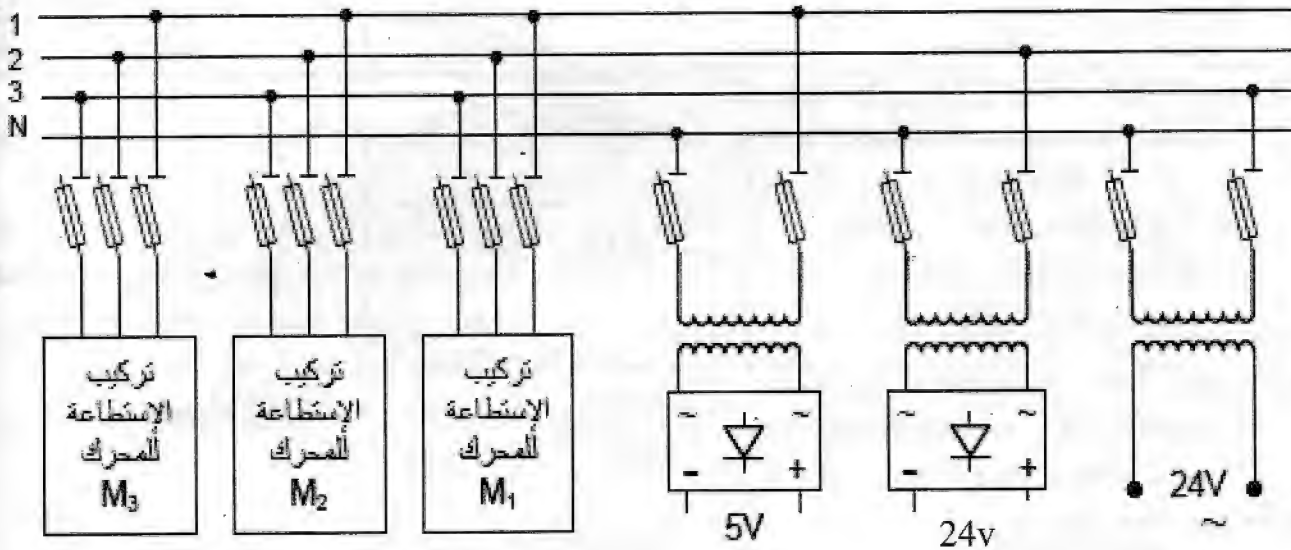 1
2
3
N
تركيب
الإستطاعة
للمحرك
M3
تركيب
الإستطاعة
للمحرك
M2
تركيب
الإستطاعة
للمحرك
M1
~ ~
- +
5V
~ ~
- +
24v
24V
~